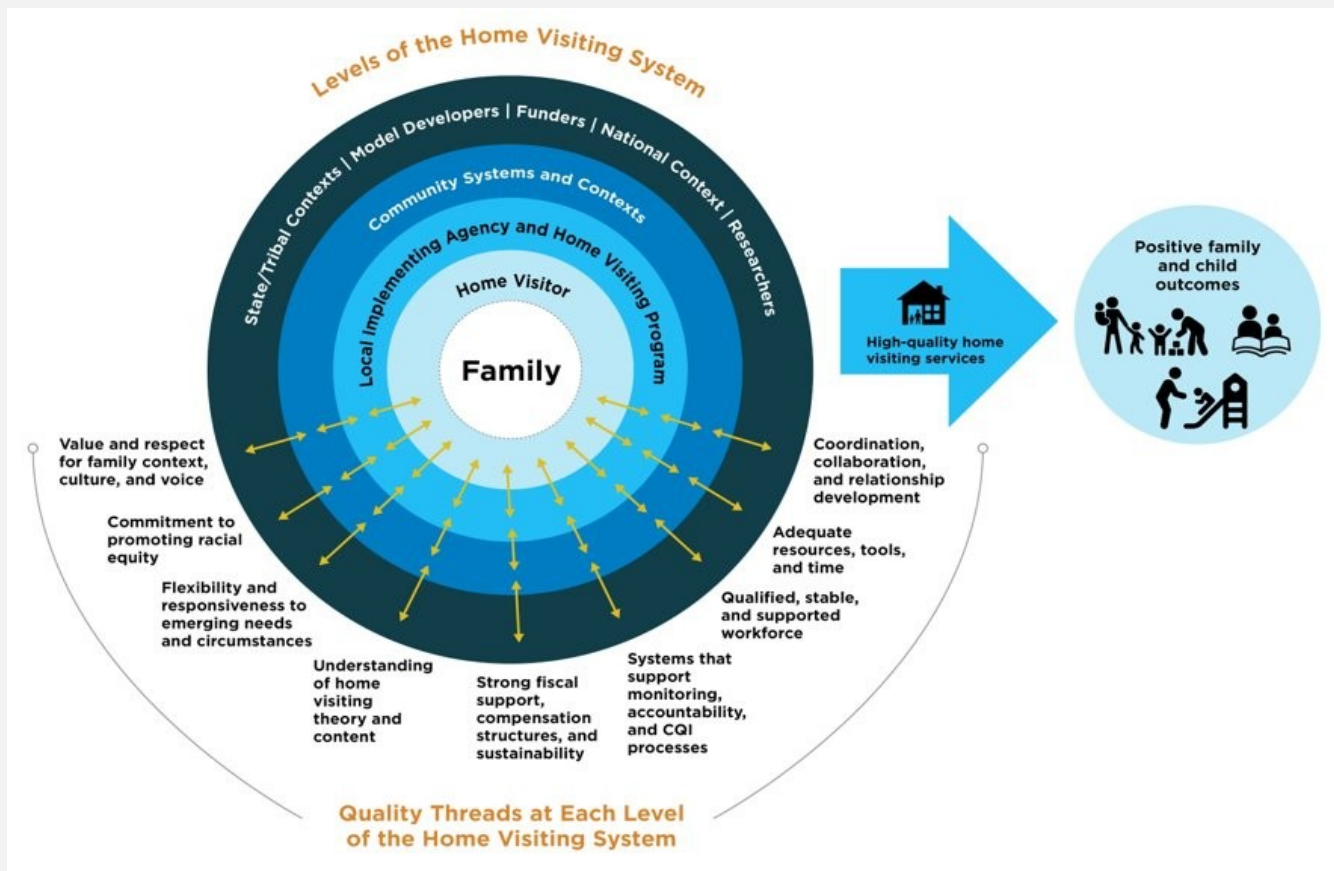 Levels of the Home Visiting System
State/Tribal Contexts | Model Developers | Funders | National Context | Researchers
Community Systems and Contexts
Local Implementing Agency and Home Visiting Program
Home Visitor
Family
High-quality home
visiting services
Positive family
and child
outcomes
Value and respect
for family context,
culture, and voice
Commitment to
promoting racial
equity
Flexibility and
responsiveness to
emerging needs
and circumstances
Understanding
of home
visiting
theory and
content
Strong fiscal
support,
compensation
structures, and
sustainability
Systems that
support
monitoring,
accountability,
and CQI
processes
Qualified, stable,
and supported
workforce
Adequate
resources, tools,
and time
Coordination,
collaboration,
and relationship
development
Quality Threads at Each Level
of the Home Visiting System